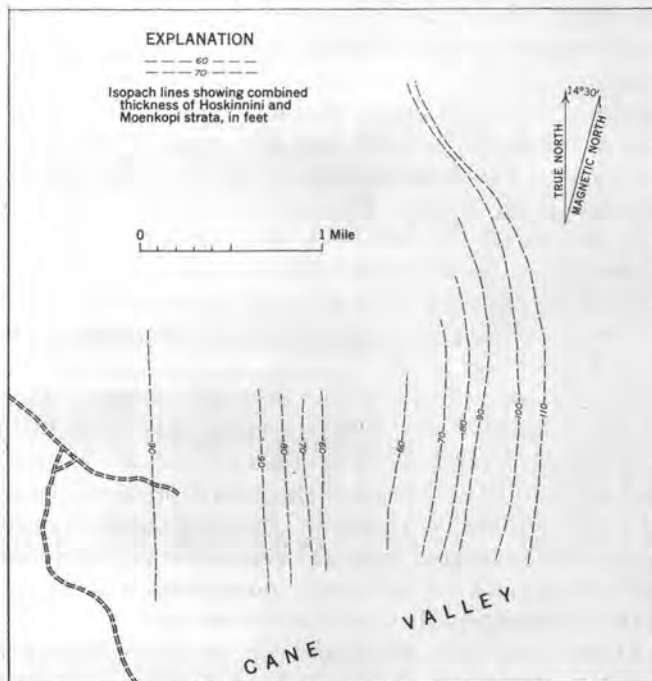 EXPLANATION
60
70
Isopach lines showing combined
thickness of Hoskinnini and
Moenkopi strata, in feet
14°30'
TRUE NORTH
MAGNETIC NORTH
0 1 Mile
90
90
80
70
60
60
70
80
90
100
110
CANE VALLEY